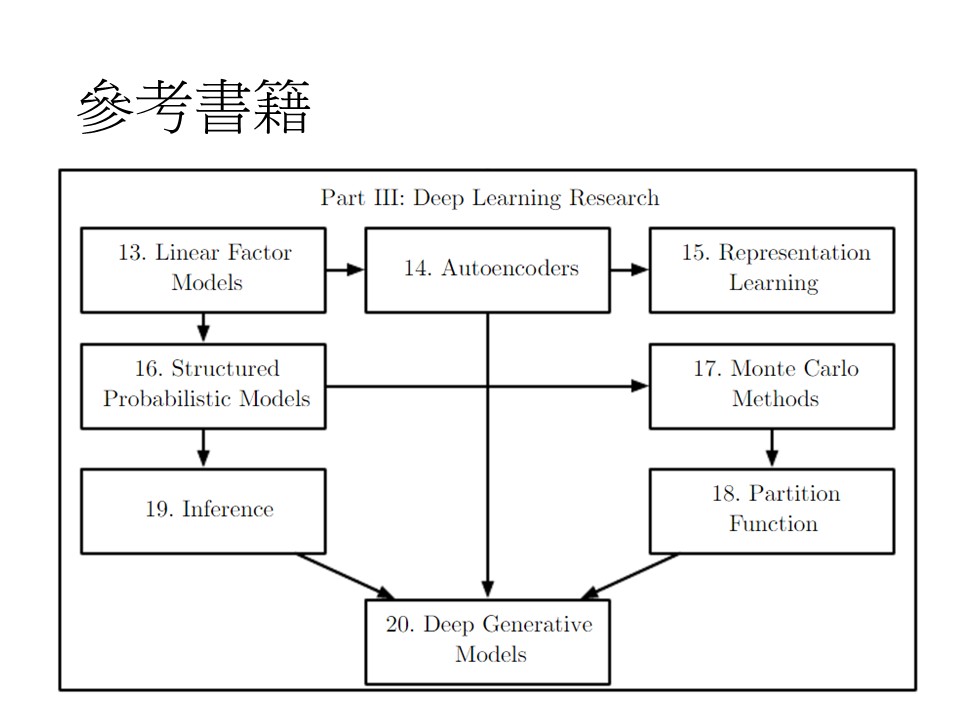 參考書籍
Part III: Deep Learning Research
13. Linear Factor
Models
14. Autoencoders
15. Representation
Learning
16. Structured
Probabilistic Models
17. Monte Carlo
Methods
19. Inference
18. Partition
Function
20. Deep Generative
Models